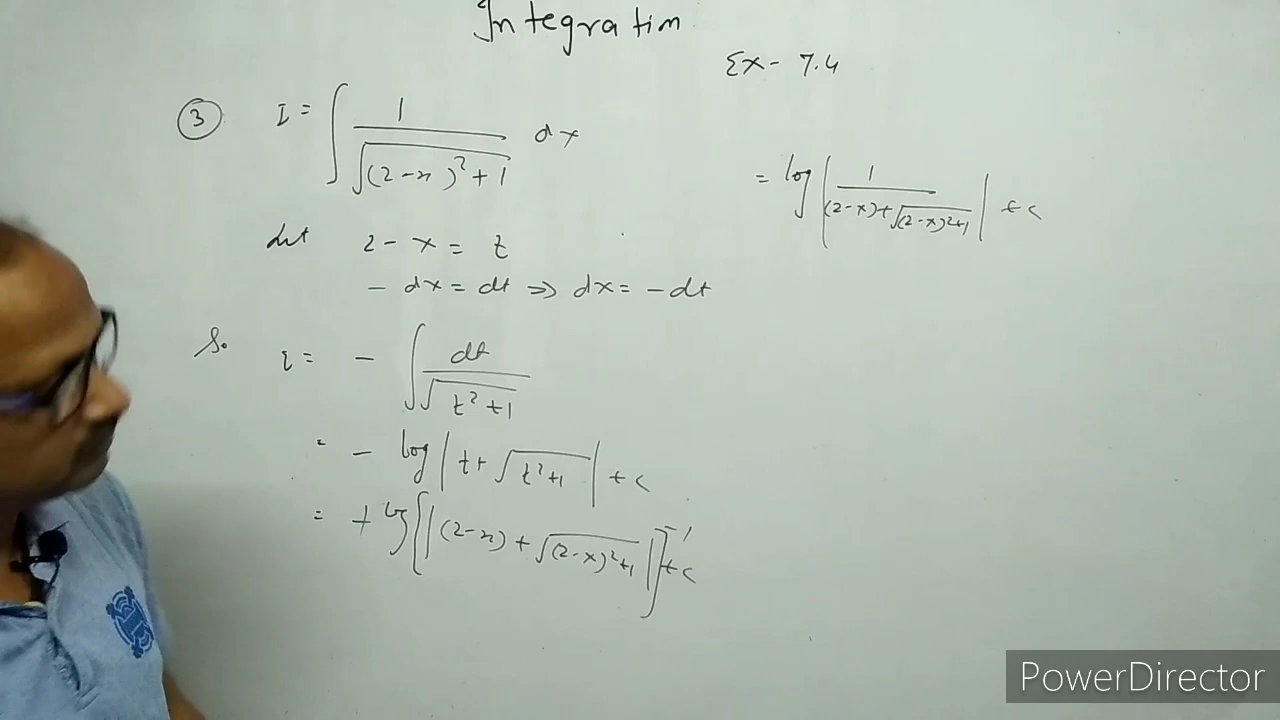 Integration
Ex- 7.4
③ I = ∫ 1/√((2-x)²+1) dx
Let 2-x = t
- dx = dt ⇒ dx = -dt
So I = - ∫ dt/√(t²+1)
= - log |t+√(t²+1)| + c
= + log [|(2-x)+√((2-x)²+1)|]⁻¹ + c
= log |1/((2-x)+√((2-x)²+1))| + c
PowerDirector